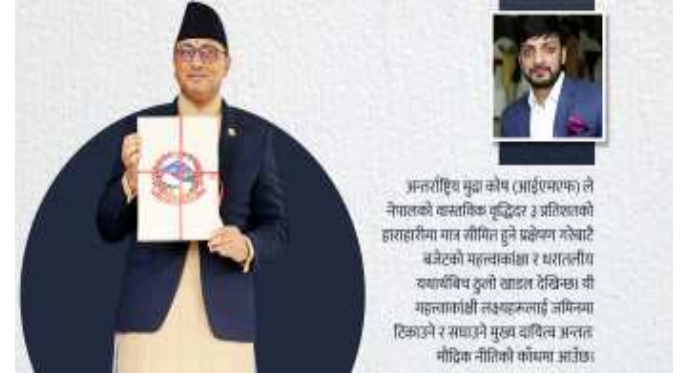 अन्तर्राष्ट्रिय मुद्रा कोष (आईएमएफ) ले
नेपालको वास्तविक वृद्धिदर ३ प्रतिशतको
हाराहारीमा मात्र सीमित हुने प्रक्षेपण गरेबाटै
बजेटको महत्त्वाकांक्षा र धरातलीय
यथार्थबिच ठुलो खाडल देखिन्छ। यी
महत्त्वाकांक्षी लक्ष्यहरूलाई जमिनमा
टिकाउने र सघाउने मुख्य दायित्व अन्ततः
मौद्रिक नीतिको काँधमा आउँछ।